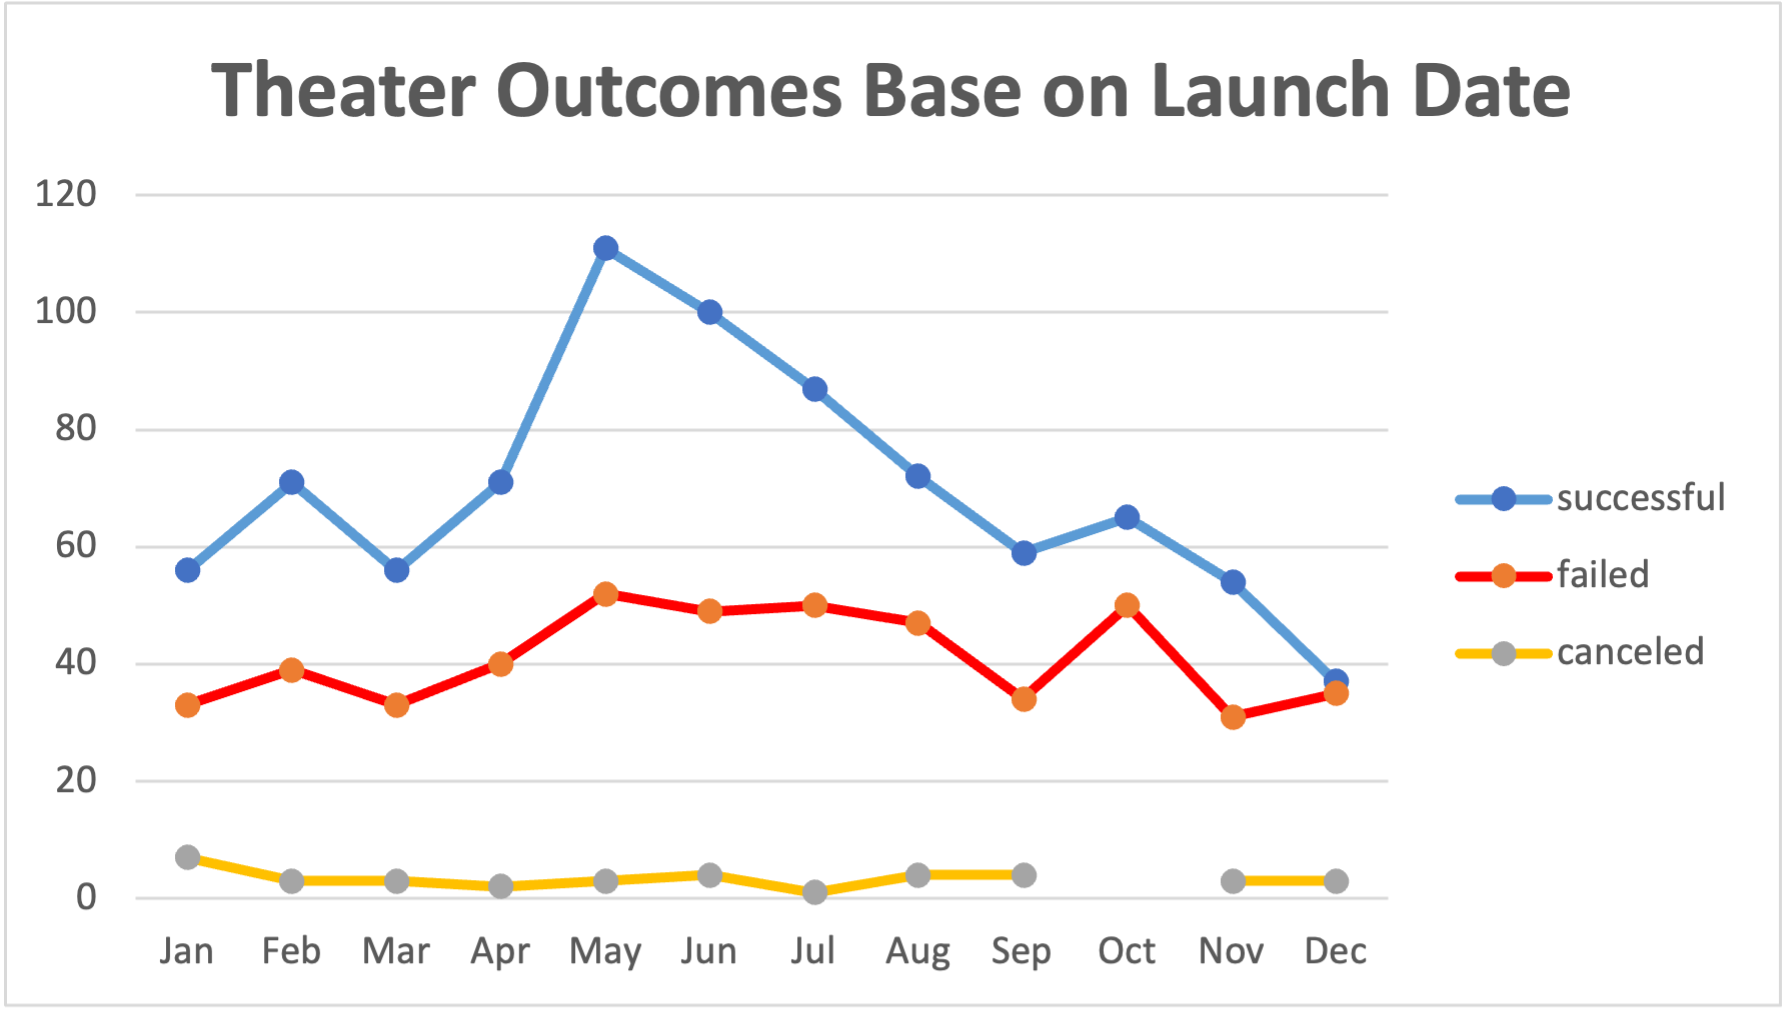 Theater Outcomes Base on Launch Date
120
100
80
60
40
20
0
Jan Feb Mar Apr May Jun Jul Aug Sep Oct Nov Dec
successful
failed
canceled